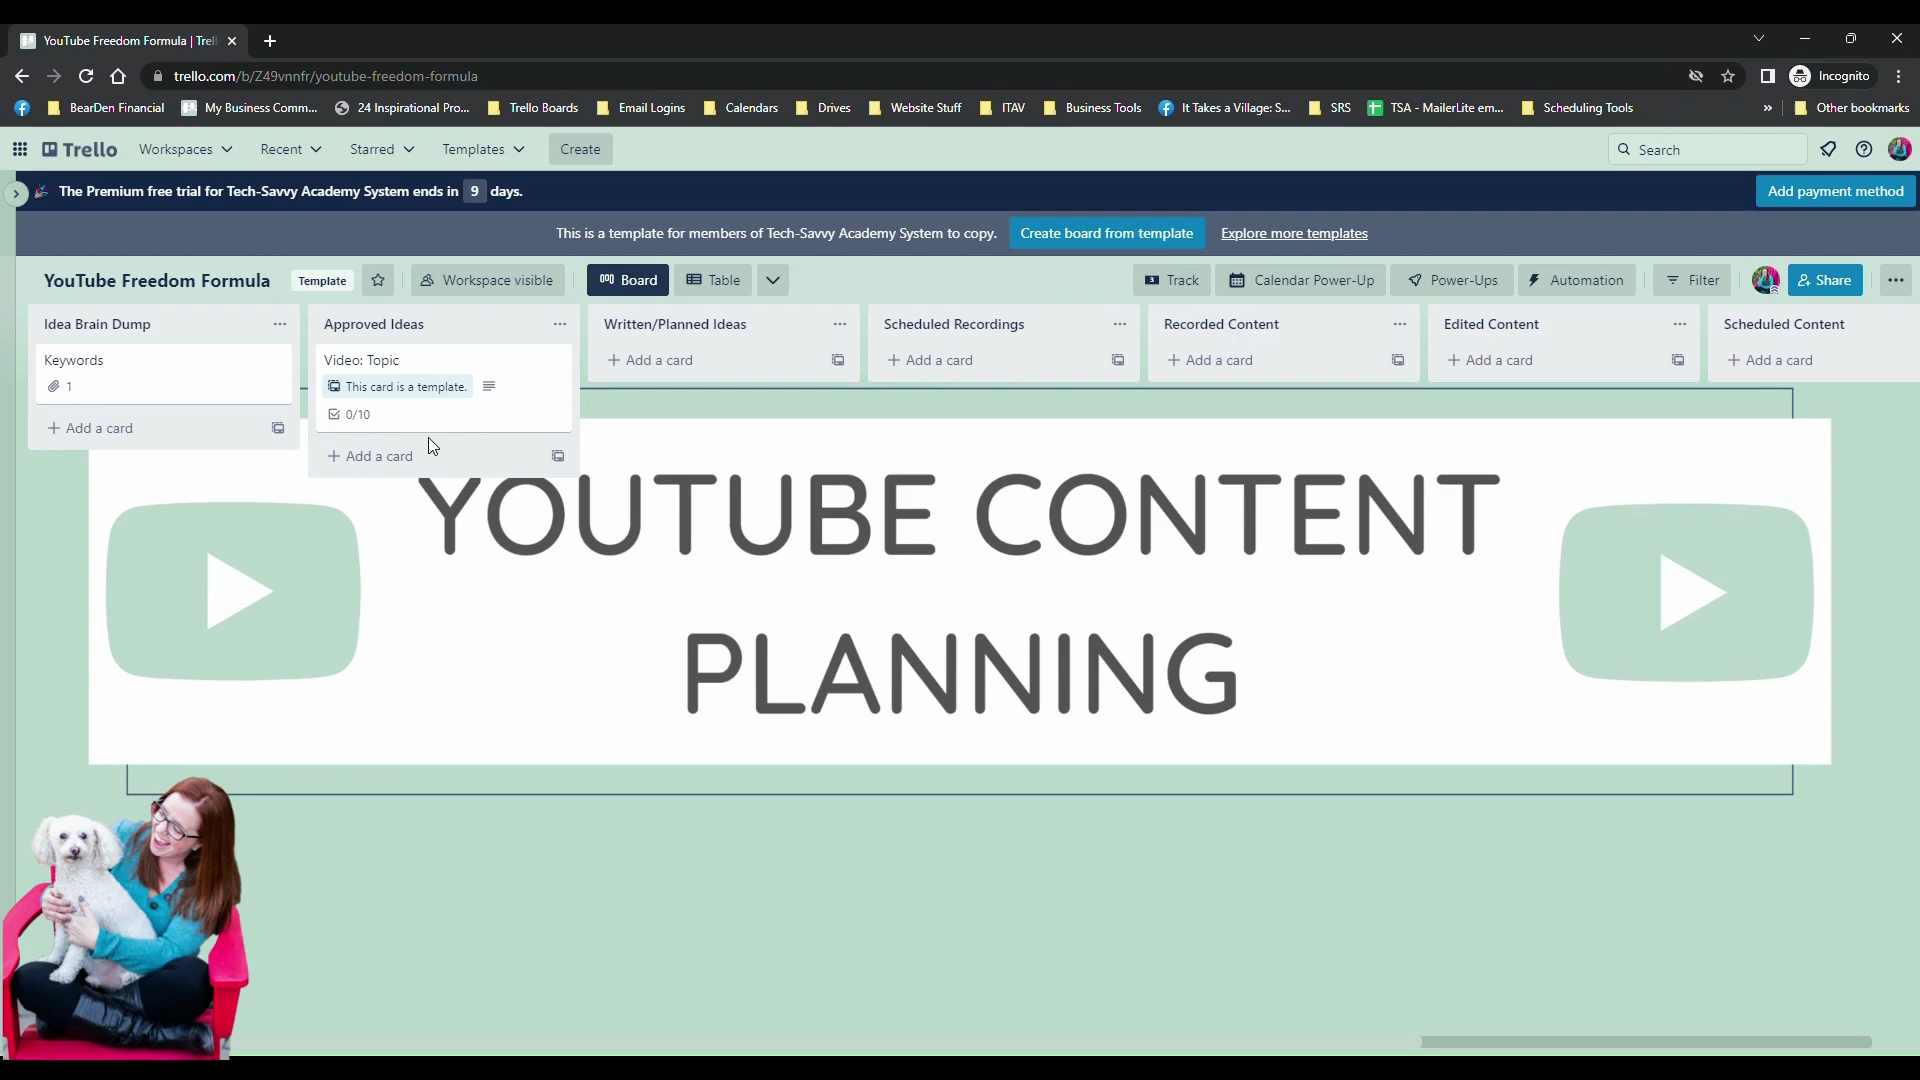 YouTube Freedom Formula | Trel
trello.com/b/Z49vnnfr/youtube-freedom-formula
Incognito
BearDen Financial
My Business Comm...
24 Inspirational Pro...
Trello Boards
Email Logins
Calendars
Drives
Website Stuff
ITAV
Business Tools
It Takes a Village: S...
SRS
TSA - MailerLite em...
Scheduling Tools
»
Other bookmarks
Trello
Workspaces
Recent
Starred
Templates
Create
Search
The Premium free trial for Tech-Savvy Academy System ends in 9 days.
Add payment method
This is a template for members of Tech-Savvy Academy System to copy.
Create board from template
Explore more templates
YouTube Freedom Formula
Template
Workspace visible
Board
Table
Track
Calendar Power-Up
Power-Ups
Automation
Filter
Share
Idea Brain Dump
Approved Ideas
Written/Planned Ideas
Scheduled Recordings
Recorded Content
Edited Content
Scheduled Content
Keywords
1
+ Add a card
Video: Topic
This card is a template.
0/10
+ Add a card
+ Add a card
+ Add a card
+ Add a card
+ Add a card
+ Add a card
YOUTUBE CONTENT
PLANNING